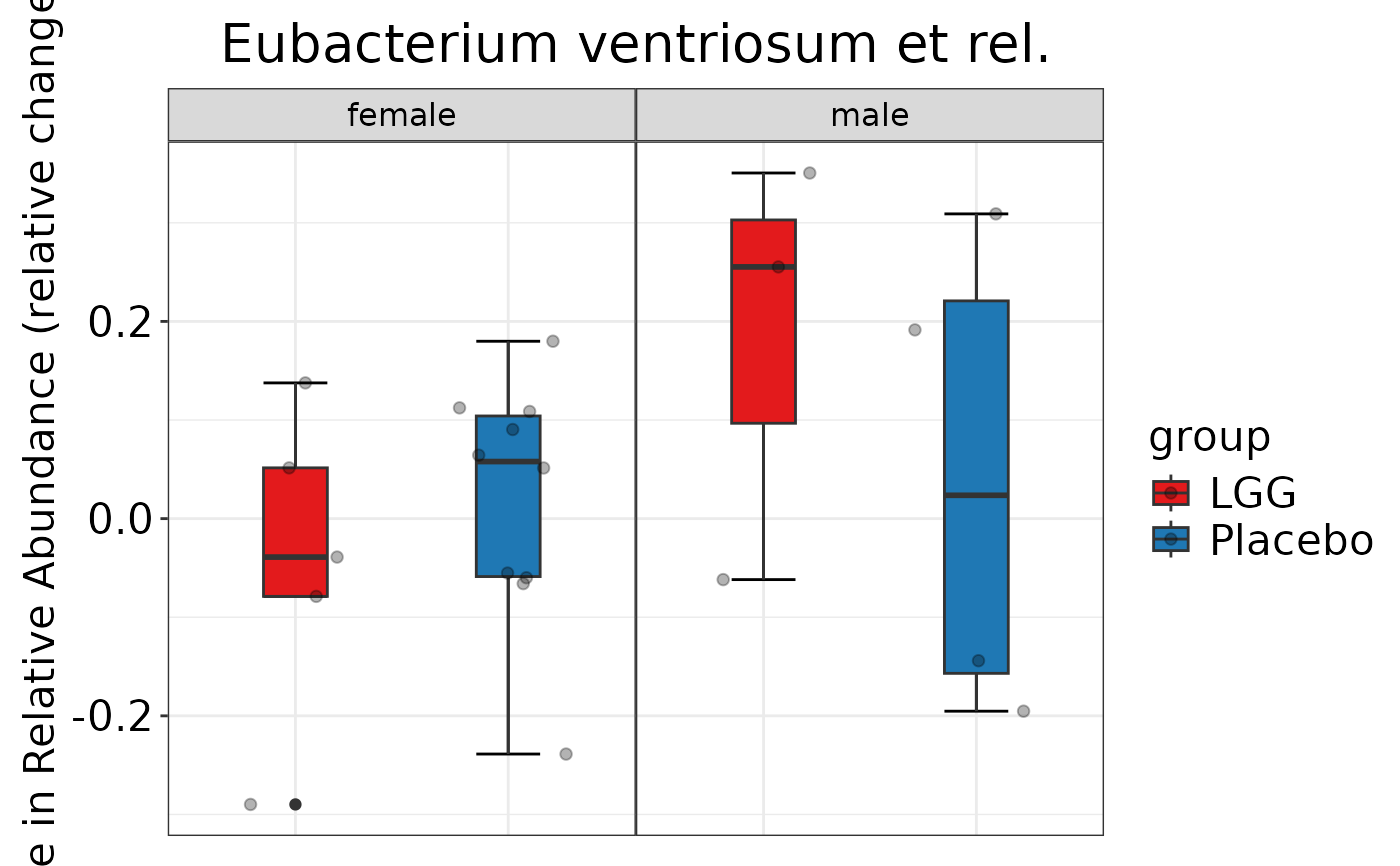 Eubacterium ventriosum et rel.
female
male
e in Relative Abundance (relative change
0.2
0.0
-0.2
group
LGG
Placebo